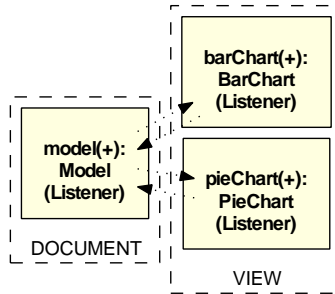 barChart(+):
BarChart
(Listener)
model(+):
Model
(Listener)
pieChart(+):
PieChart
(Listener)
DOCUMENT
VIEW